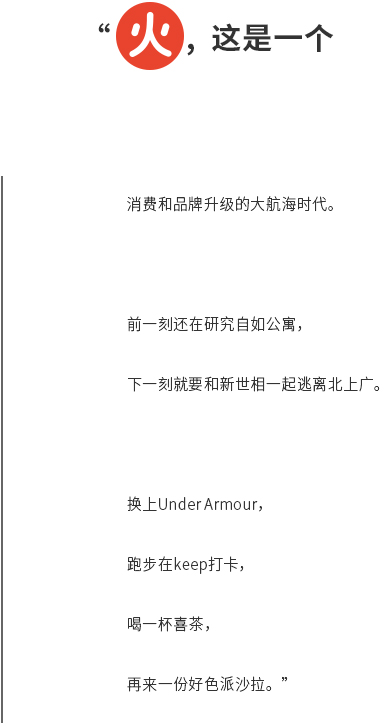 “火，这是一个
消费和品牌升级的大航海时代。
前一刻还在研究自如公寓，
下一刻就要和新世相一起逃离北上广。
换上Under Armour，
跑步在keep打卡，
喝一杯喜茶，
再来一份好色派沙拉。”